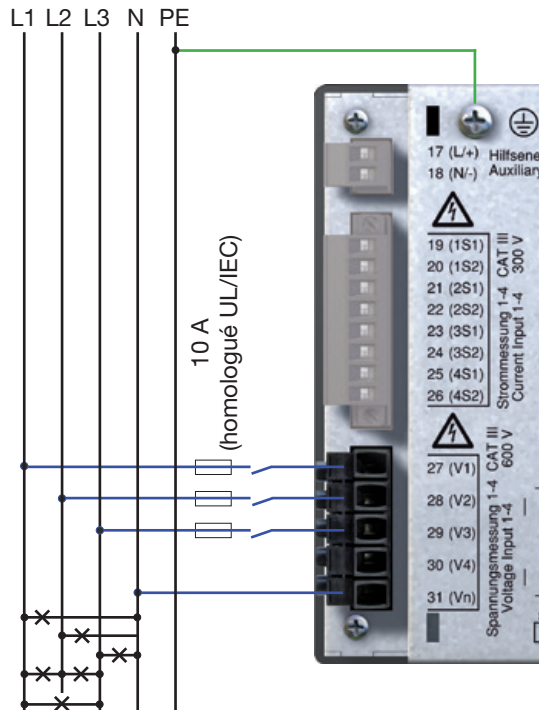 L1 L2 L3 N PE
17 (L/+) Hilfsene
18 (N/-) Auxiliary
19 (1S1)
20 (1S2)
21 (2S1)
22 (2S2)
23 (3S1)
24 (3S2)
25 (4S1)
26 (4S2)
Strommessung 1-4 CAT III
Current Input 1-4 300 V
10 A
(homologué UL/IEC)
27 (V1)
28 (V2)
29 (V3)
30 (V4)
31 (Vn)
Spannungsmessung 1-4 CAT III
Voltage Input 1-4 600 V